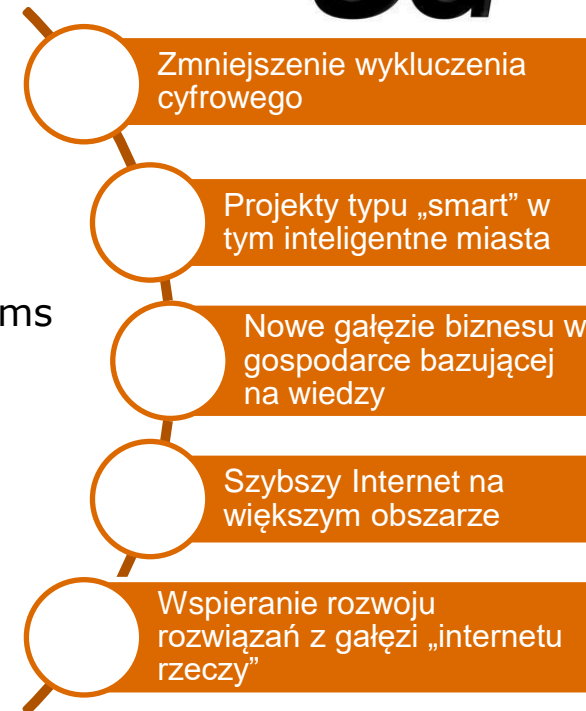 Zmniejszenie wykluczenia
cyfrowego
Projekty typu „smart” w
tym inteligentne miasta
ms
Nowe gałęzie biznesu w
gospodarce bazującej
na wiedzy
Szybszy Internet na
większym obszarze
Wspieranie rozwoju
rozwiązań z gałęzi „internetu
rzeczy”